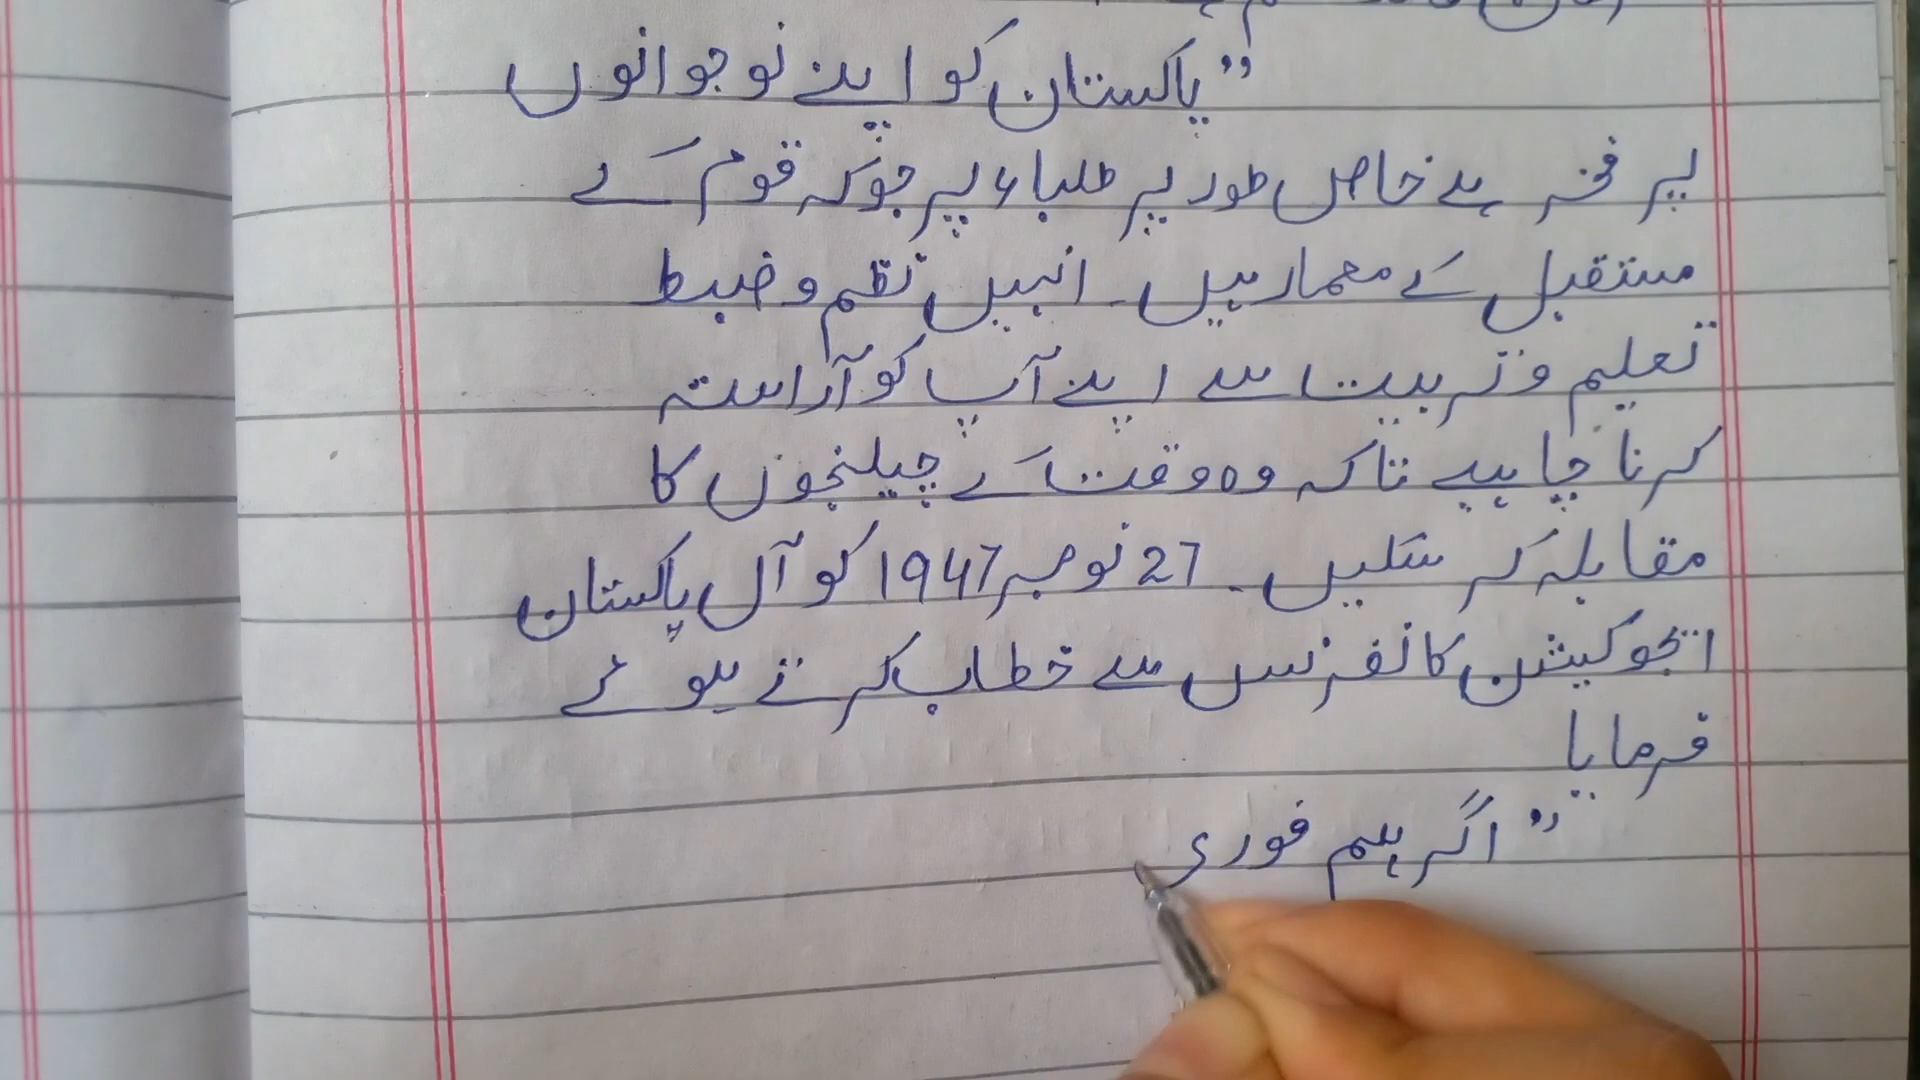 ”پاکستان کو اپنے نوجوانوں
پر فخر ہے خاص طور پر طلباء پر جو کہ قوم کے
مستقبل کے معمار ہیں۔ انہیں نظم و ضبط
تعلیم و تربیت سے اپنے آپ کو آراستہ
کرنا چاہیے تاکہ وہ وقت کے چیلنجوں کا
مقابلہ کر سکیں۔ 27 نومبر 1947 کو آل پاکستان
ایجوکیشن کانفرنس سے خطاب کرتے ہوئے
فرمایا
”اگر ہم فوری